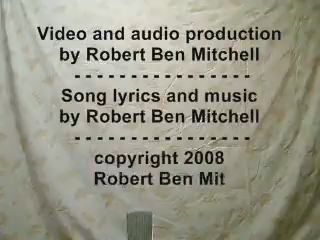 Video and audio production
by Robert Ben Mitchell
- - - - - - - - - - - - - - - -
Song lyrics and music
by Robert Ben Mitchell
- - - - - - - - - - - - - - - -
copyright 2008
Robert Ben Mit